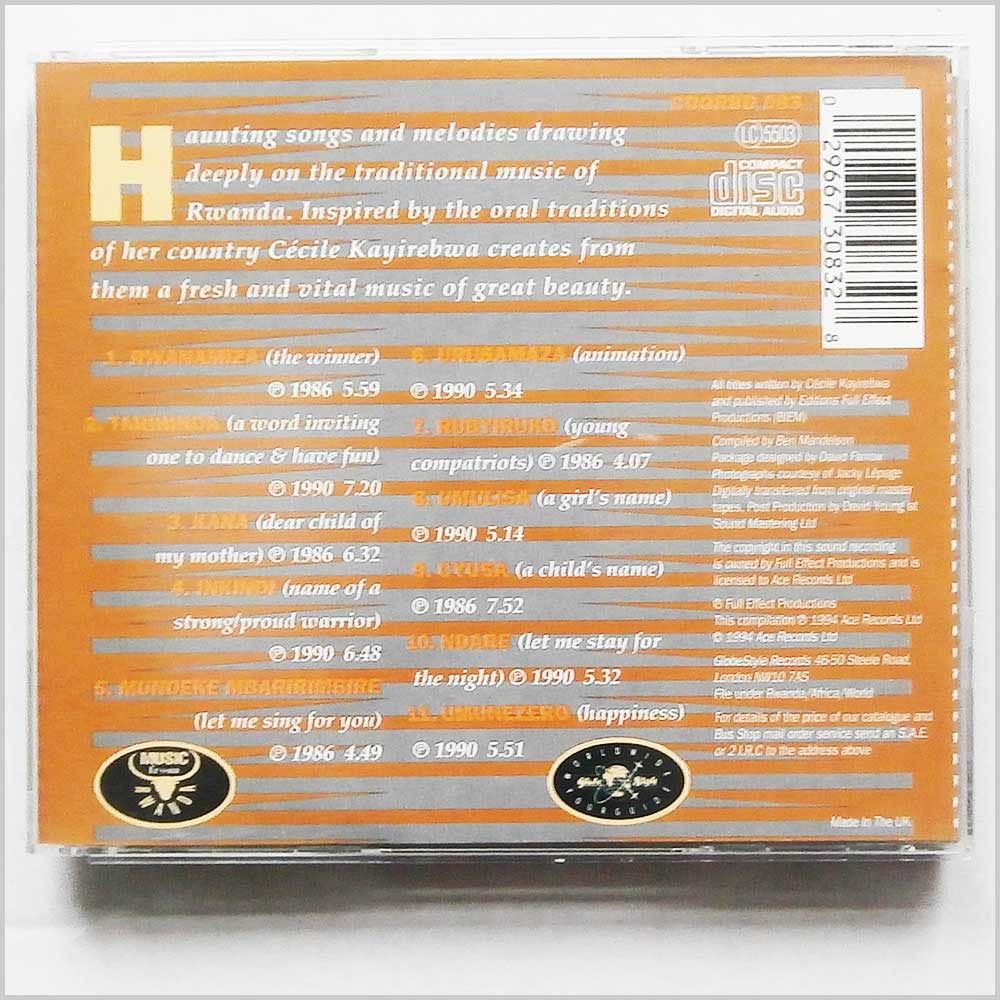 CDORBD 083
Haunting songs and melodies drawing
deeply on the traditional music of
Rwanda. Inspired by the oral traditions
of her country Cécile Kayirebwa creates from
them a fresh and vital music of great beauty.
LC 5503
COMPACT
disc
DIGITAL AUDIO
0 29667 30832 8
1. RWANAMIZA (the winner)
℗ 1986 5.59
2. TARIHINDA (a word inviting
one to dance & have fun)
℗ 1990 7.20
3. KANA (dear child of
my mother) ℗ 1986 6.32
4. INKINDI (name of a
strong/proud warrior)
℗ 1990 6.48
5. MUNDEKE MBARIRIMBIRE
(let me sing for you)
℗ 1986 4.49
6. URUSAMAZA (animation)
℗ 1990 5.34
7. RUBYIRUKO (young
compatriots) ℗ 1986 4.07
8. UMULISA (a girl's name)
℗ 1990 5.14
9. CYUSA (a child's name)
℗ 1986 7.52
10. NDARE (let me stay for
the night) ℗ 1990 5.32
11. UMUNEZERO (happiness)
℗ 1990 5.51
All titles written by Cécile Kayirebwa
and published by Editions Full Effect
Productions (BIEM)
Compiled by Ben Mandelson
Package designed by David Farrow
Photographs courtesy of Jacky Lépage
Digitally transferred from original master
tapes. Post Production by David Young at
Sound Mastering Ltd
The copyright in this sound recording
is owned by Full Effect Productions and is
licensed to Ace Records Ltd
© Full Effect Productions
This compilation ℗ 1994 Ace Records Ltd
© 1994 Ace Records Ltd
GlobeStyle Records 46-50 Steele Road,
London NW10 7AS
File under Rwanda/Africa/World
For details of the price of our catalogue and
Bus Stop mail order service send an S.A.E.
or 2 I.R.C to the address above
MUSIC
from
RWANDA
WORLDWIDE
GlobeStyle
YOURGUIDE
Made In The UK